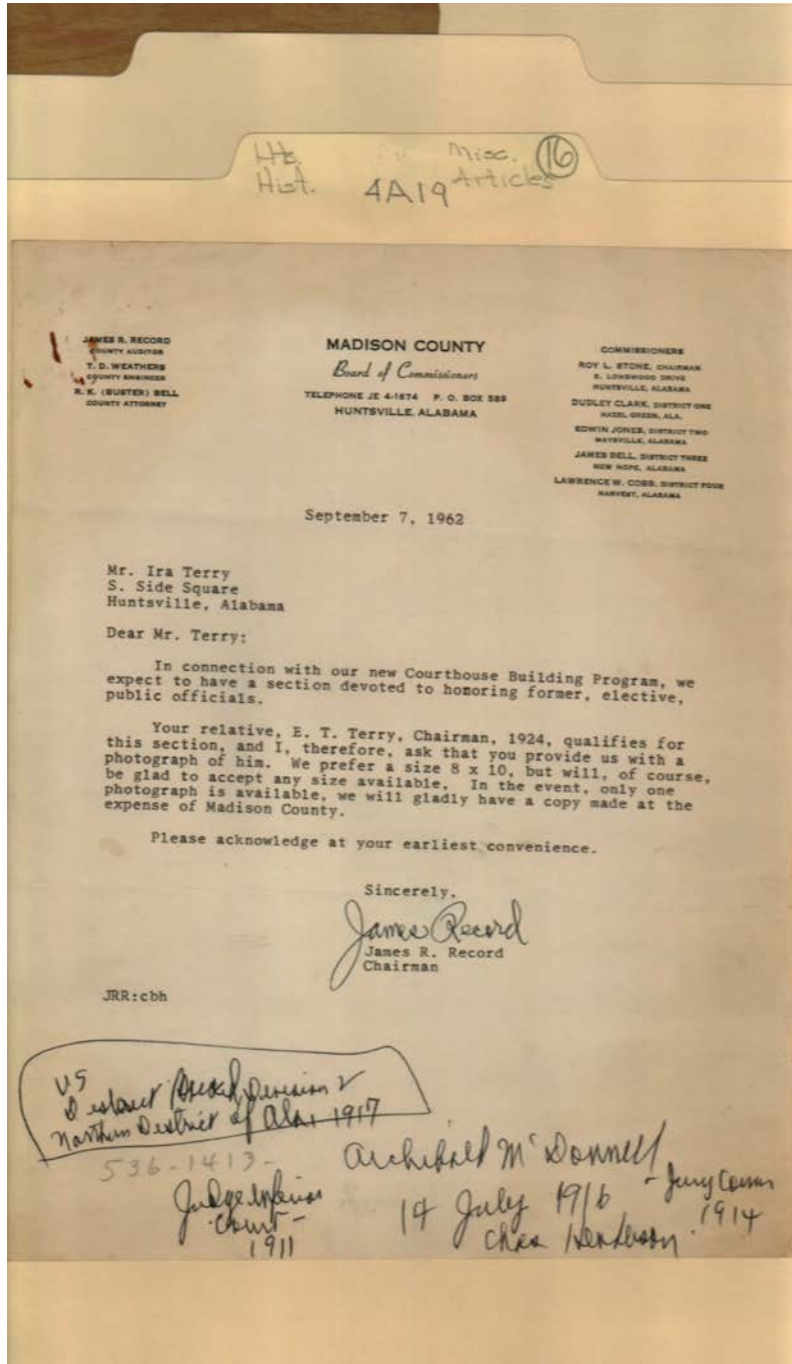 Hts. Misc. 16
Hist. 4A19 Articles
JAMES R. RECORD
COUNTY AUDITOR
T. D. WEATHERS
COUNTY ENGINEER
R. K. (BUSTER) BELL
COUNTY ATTORNEY
MADISON COUNTY
Board of Commissioners
TELEPHONE JE 4-1674 P. O. BOX 589
HUNTSVILLE, ALABAMA
COMMISSIONERS
ROY L. STONE, CHAIRMAN
E. LONGWOOD DRIVE
HUNTSVILLE, ALABAMA
DUDLEY CLARK, DISTRICT ONE
HAZEL GREEN, ALA.
EDWIN JONES, DISTRICT TWO
MAYSVILLE, ALABAMA
JAMES BELL, DISTRICT THREE
NEW HOPE, ALABAMA
LAWRENCE W. COBB, DISTRICT FOUR
HARVEST, ALABAMA
September 7, 1962
Mr. Ira Terry
S. Side Square
Huntsville, Alabama
Dear Mr. Terry:
In connection with our new Courthouse Building Program, we
expect to have a section devoted to honoring former, elective,
public officials.
Your relative, E. T. Terry, Chairman, 1924, qualifies for
this section, and I, therefore, ask that you provide us with a
photograph of him. We prefer a size 8 x 10, but will, of course,
be glad to accept any size available. In the event, only one
photograph is available, we will gladly have a copy made at the
expense of Madison County.
Please acknowledge at your earliest convenience.
Sincerely,
James Record
James R. Record
Chairman
JRR:cbh
US
District Division
Northern District of Ala. 1917
536-1413-
Judge Inferior
Court -
1911
Archibald McDonnell
14 July 1916 - Jury Comm
1914
Chas Henderson